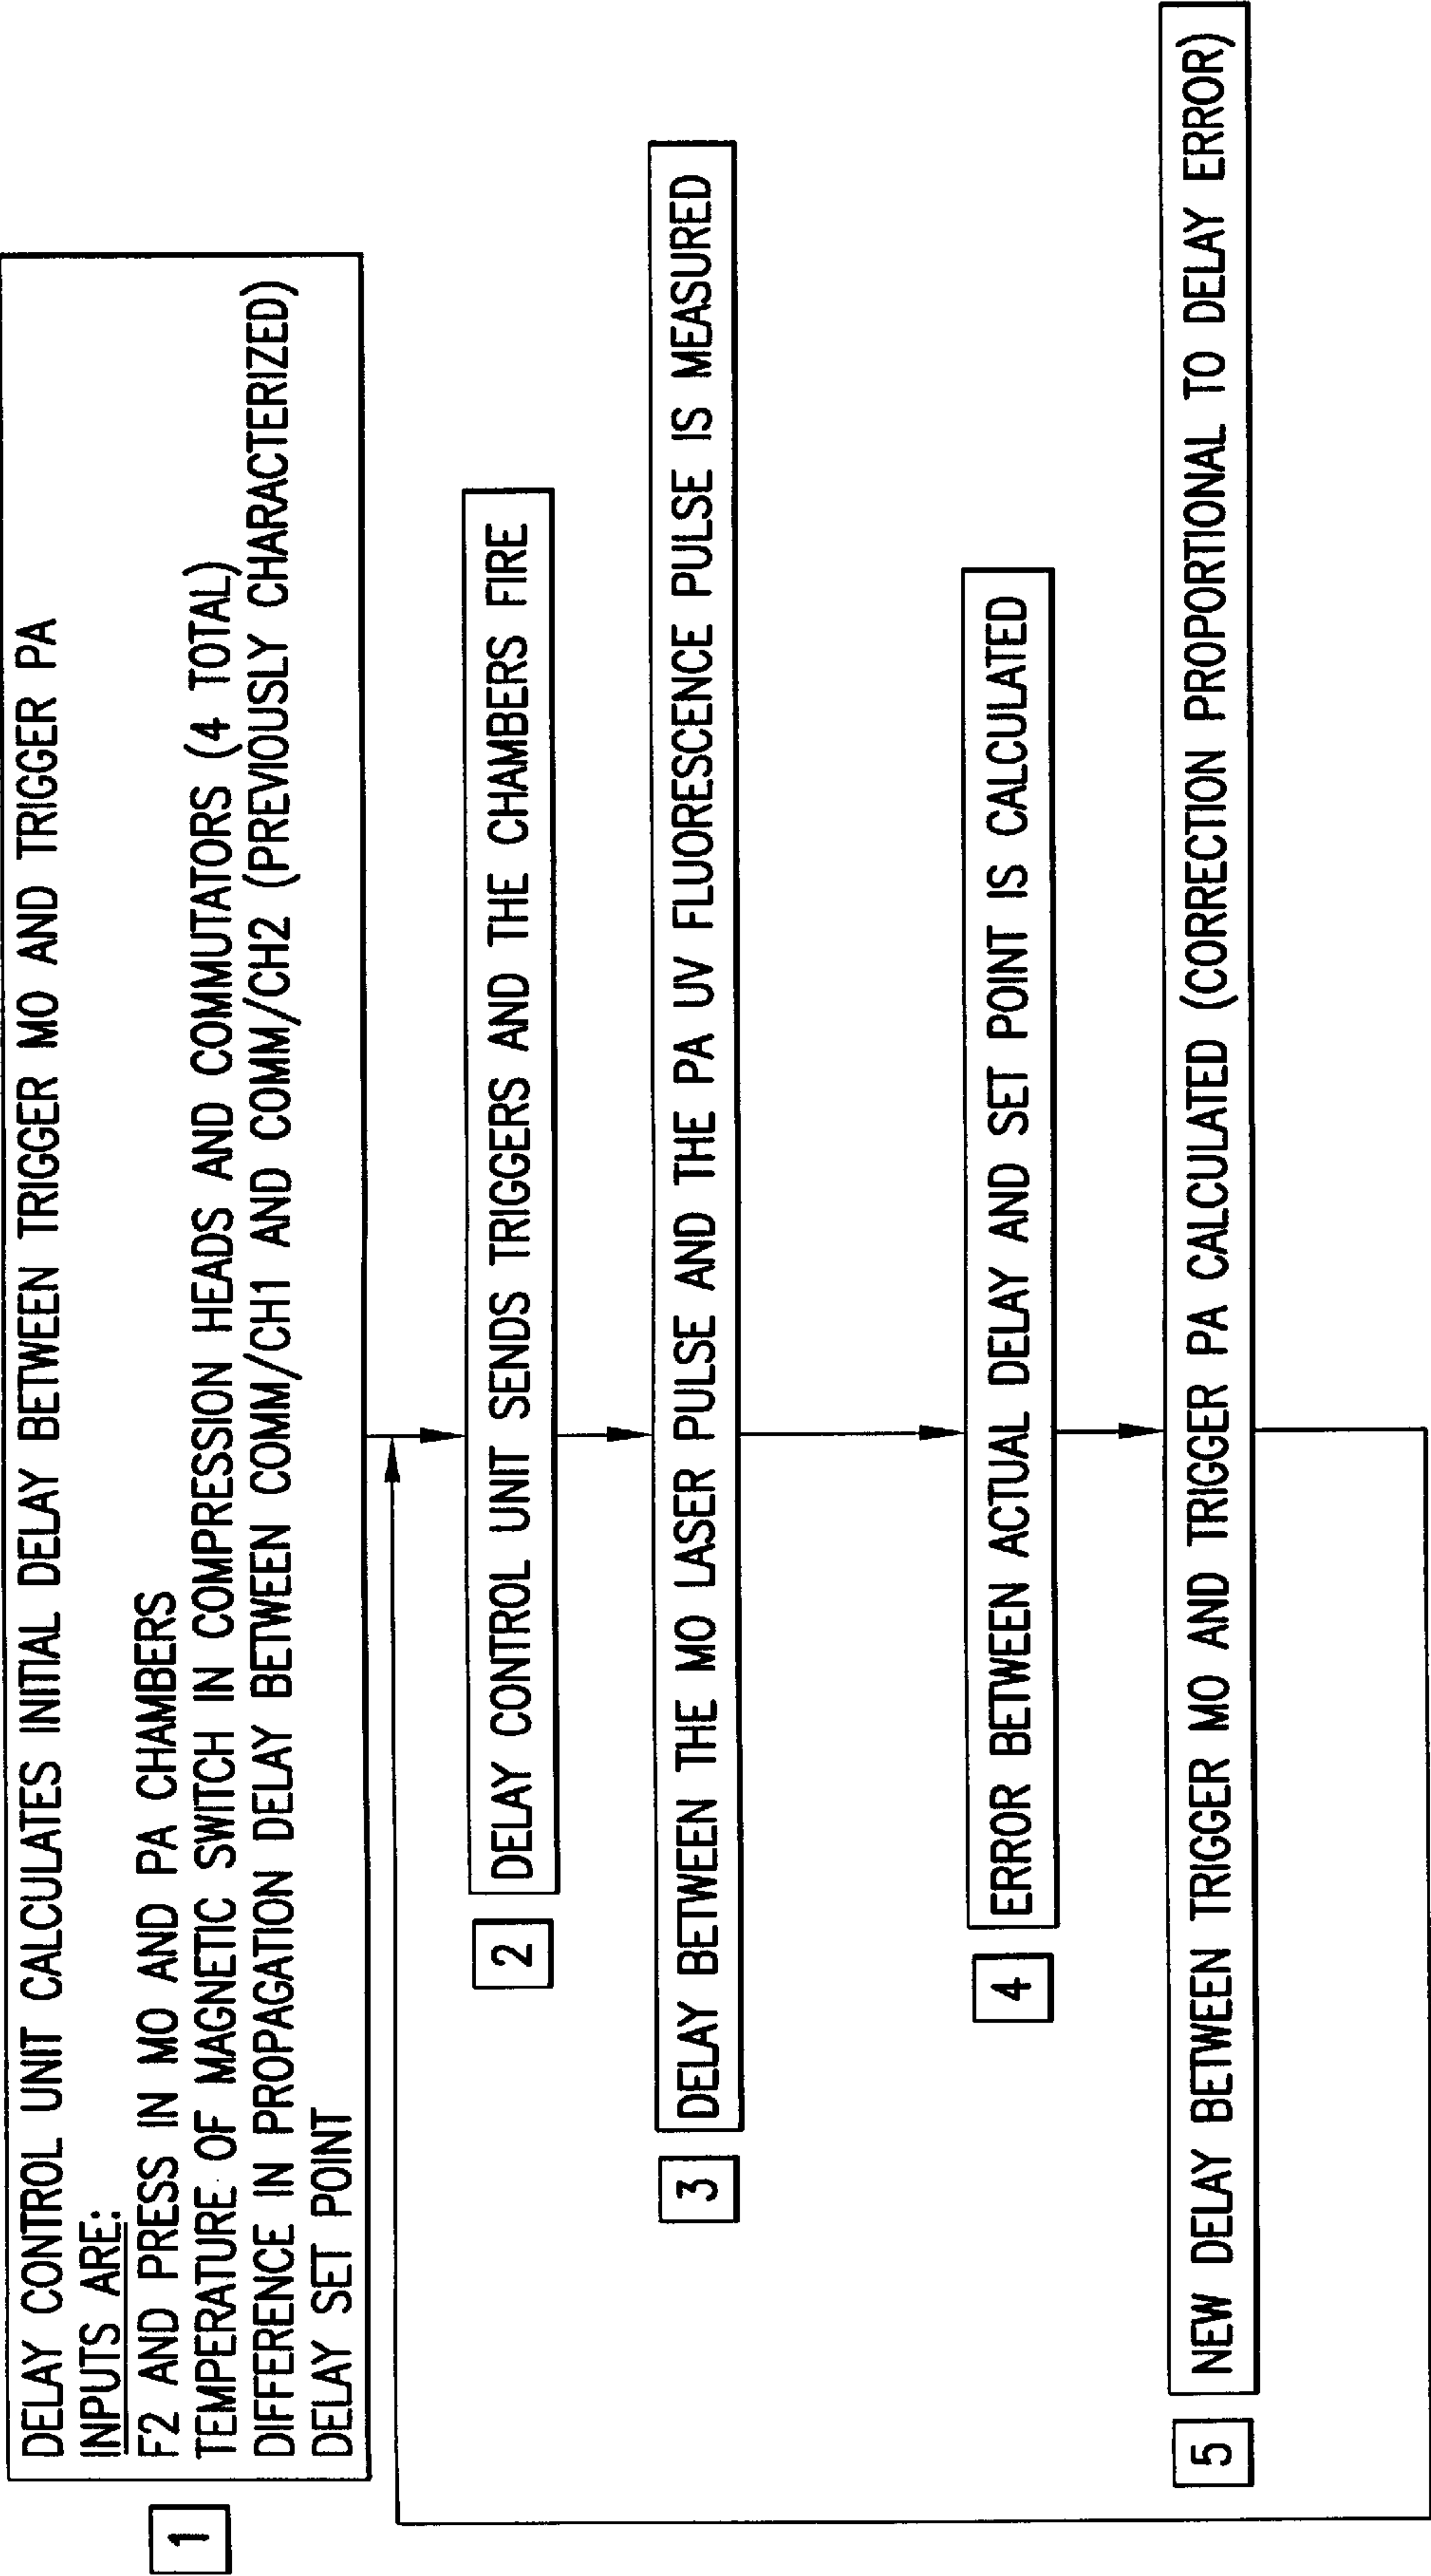 1
DELAY CONTROL UNIT CALCULATES INITIAL DELAY BETWEEN TRIGGER MO AND TRIGGER PA
INPUTS ARE:
F2 AND PRESS IN MO AND PA CHAMBERS
TEMPERATURE OF MAGNETIC SWITCH IN COMPRESSION HEADS AND COMMUTATORS (4 TOTAL)
DIFFERENCE IN PROPAGATION DELAY BETWEEN COMM/CH1 AND COMM/CH2 (PREVIOUSLY CHARACTERIZED)
DELAY SET POINT
2
DELAY CONTROL UNIT SENDS TRIGGERS AND THE CHAMBERS FIRE
3
DELAY BETWEEN THE MO LASER PULSE AND THE PA UV FLUORESCENCE PULSE IS MEASURED
4
ERROR BETWEEN ACTUAL DELAY AND SET POINT IS CALCULATED
5
NEW DELAY BETWEEN TRIGGER MO AND TRIGGER PA CALCULATED (CORRECTION PROPORTIONAL TO DELAY ERROR)